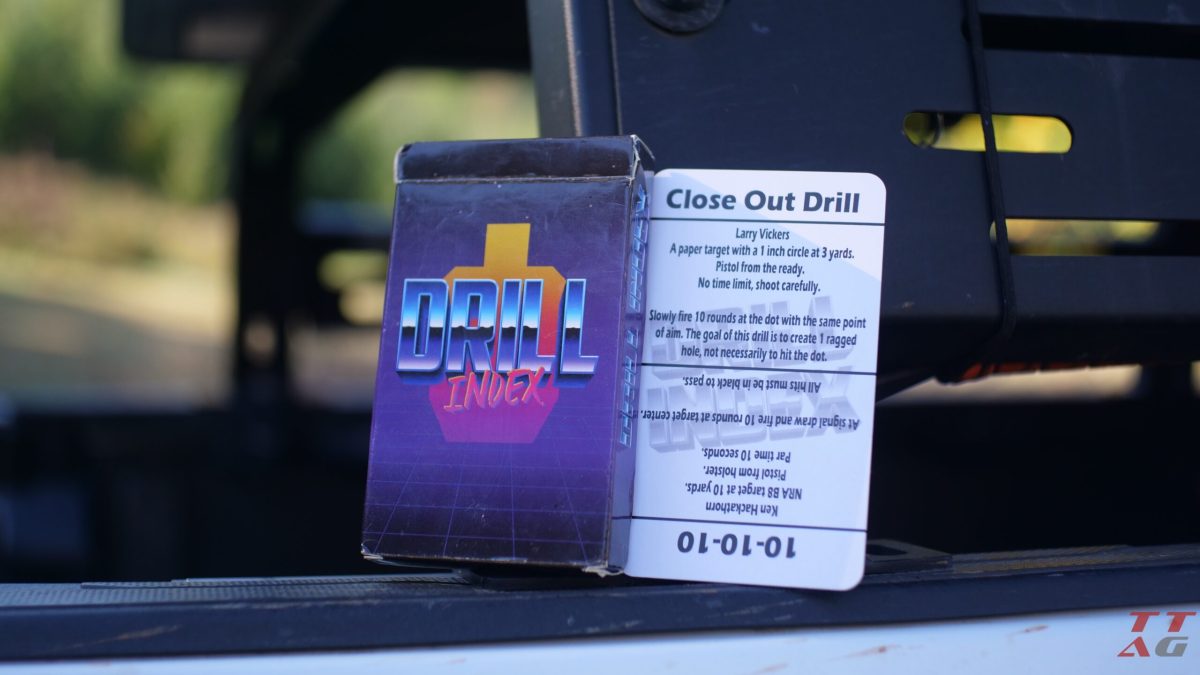 DRILL
INDEX
Close Out Drill
Larry Vickers
A paper target with a 1 inch circle at 3 yards.
Pistol from the ready.
No time limit, shoot carefully.
Slowly fire 10 rounds at the dot with the same point
of aim. The goal of this drill is to create 1 ragged
hole, not necessarily to hit the dot.
DRILL
INDEX
10-10-10
Ken Hackathorn
NRA B8 target at 10 yards.
Pistol from holster.
Par time 10 seconds.
At signal draw and fire 10 rounds at target center.
All hits must be in black to pass.
TT
AG